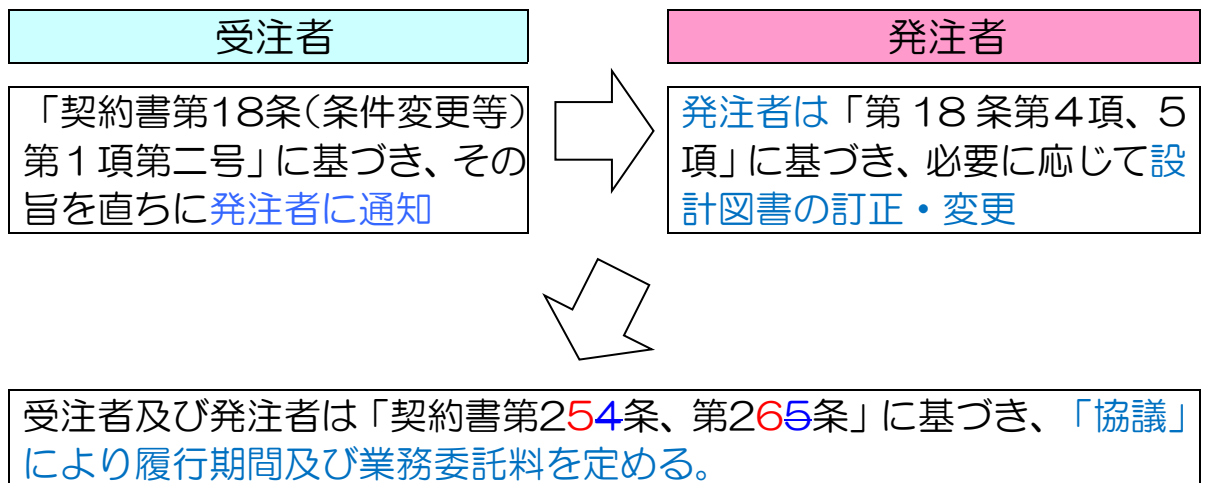 受注者
発注者
「契約書第18条（条件変更等）
第１項第二号」に基づき、その
旨を直ちに発注者に通知
発注者は「第 18 条第４項、５
項」に基づき、必要に応じて設
計図書の訂正・変更
受注者及び発注者は「契約書第254条、第265条」に基づき、「協議」
により履行期間及び業務委託料を定める。